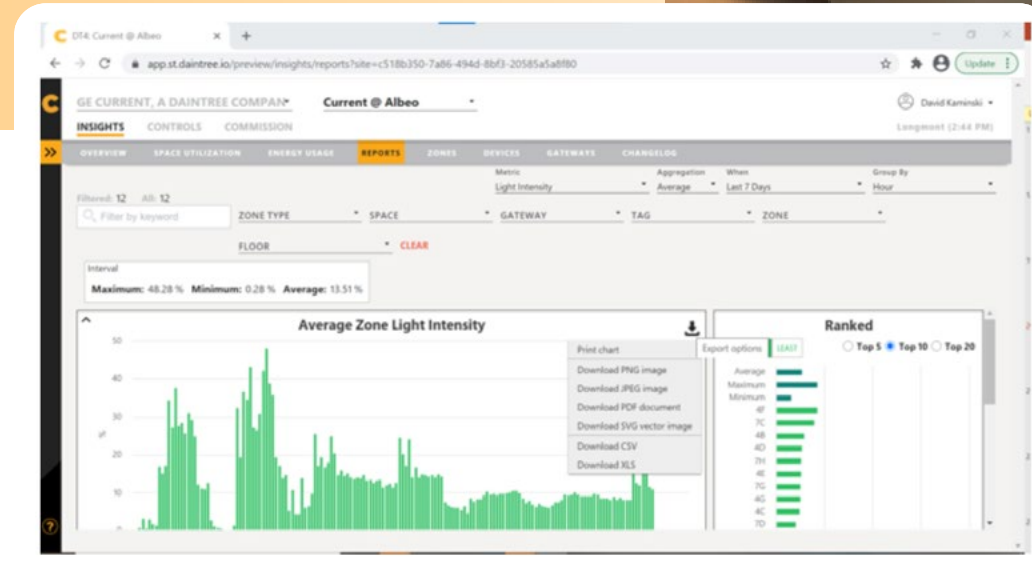 DT4: Current @ Albeo
app.st.daintree.io/preview/insights/reports?site=c518b350-7a86-494d-8bf3-20585a5a8f80
Update
GE CURRENT, A DAINTREE COMPAN
Current @ Albeo
David Kaminski
INSIGHTS CONTROLS COMMISSION
Longmont (2:44 PM)
OVERVIEW SPACE UTILIZATION ENERGY USAGE REPORTS ZONES DEVICES GATEWAYS CHANGELOG
Metric Aggregation When Group By
Light Intensity Average Last 7 Days Hour
Filtered: 12 All: 12
Filter by keyword ZONE TYPE SPACE GATEWAY TAG ZONE
FLOOR CLEAR
Interval
Maximum: 48.28 % Minimum: 0.28 % Average: 13.51 %
Average Zone Light Intensity
Ranked
Export options LEAST
Top 5 Top 10 Top 20
Print chart
Download PNG image
Download JPEG image
Download PDF document
Download SVG vector image
Download CSV
Download XLS
50
40
30
20
10
0
%
Average
Maximum
Minimum
4F
7C
4B
4D
7H
4E
7G
4G
4C
7D